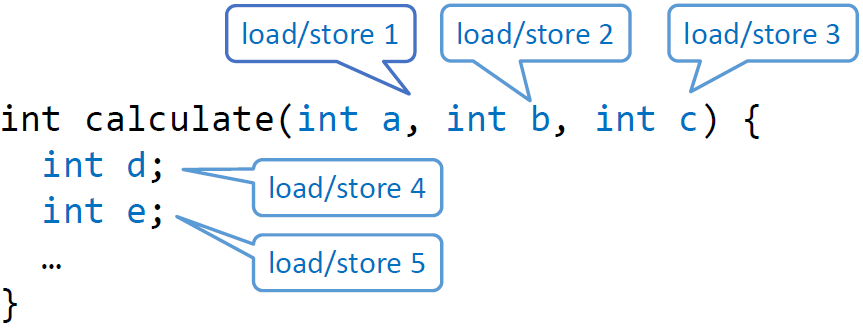 load/store 1 load/store 2 load/store 3
int calculate(int a, int b, int c) {
int d;
load/store 4
int e;
load/store 5
…
}